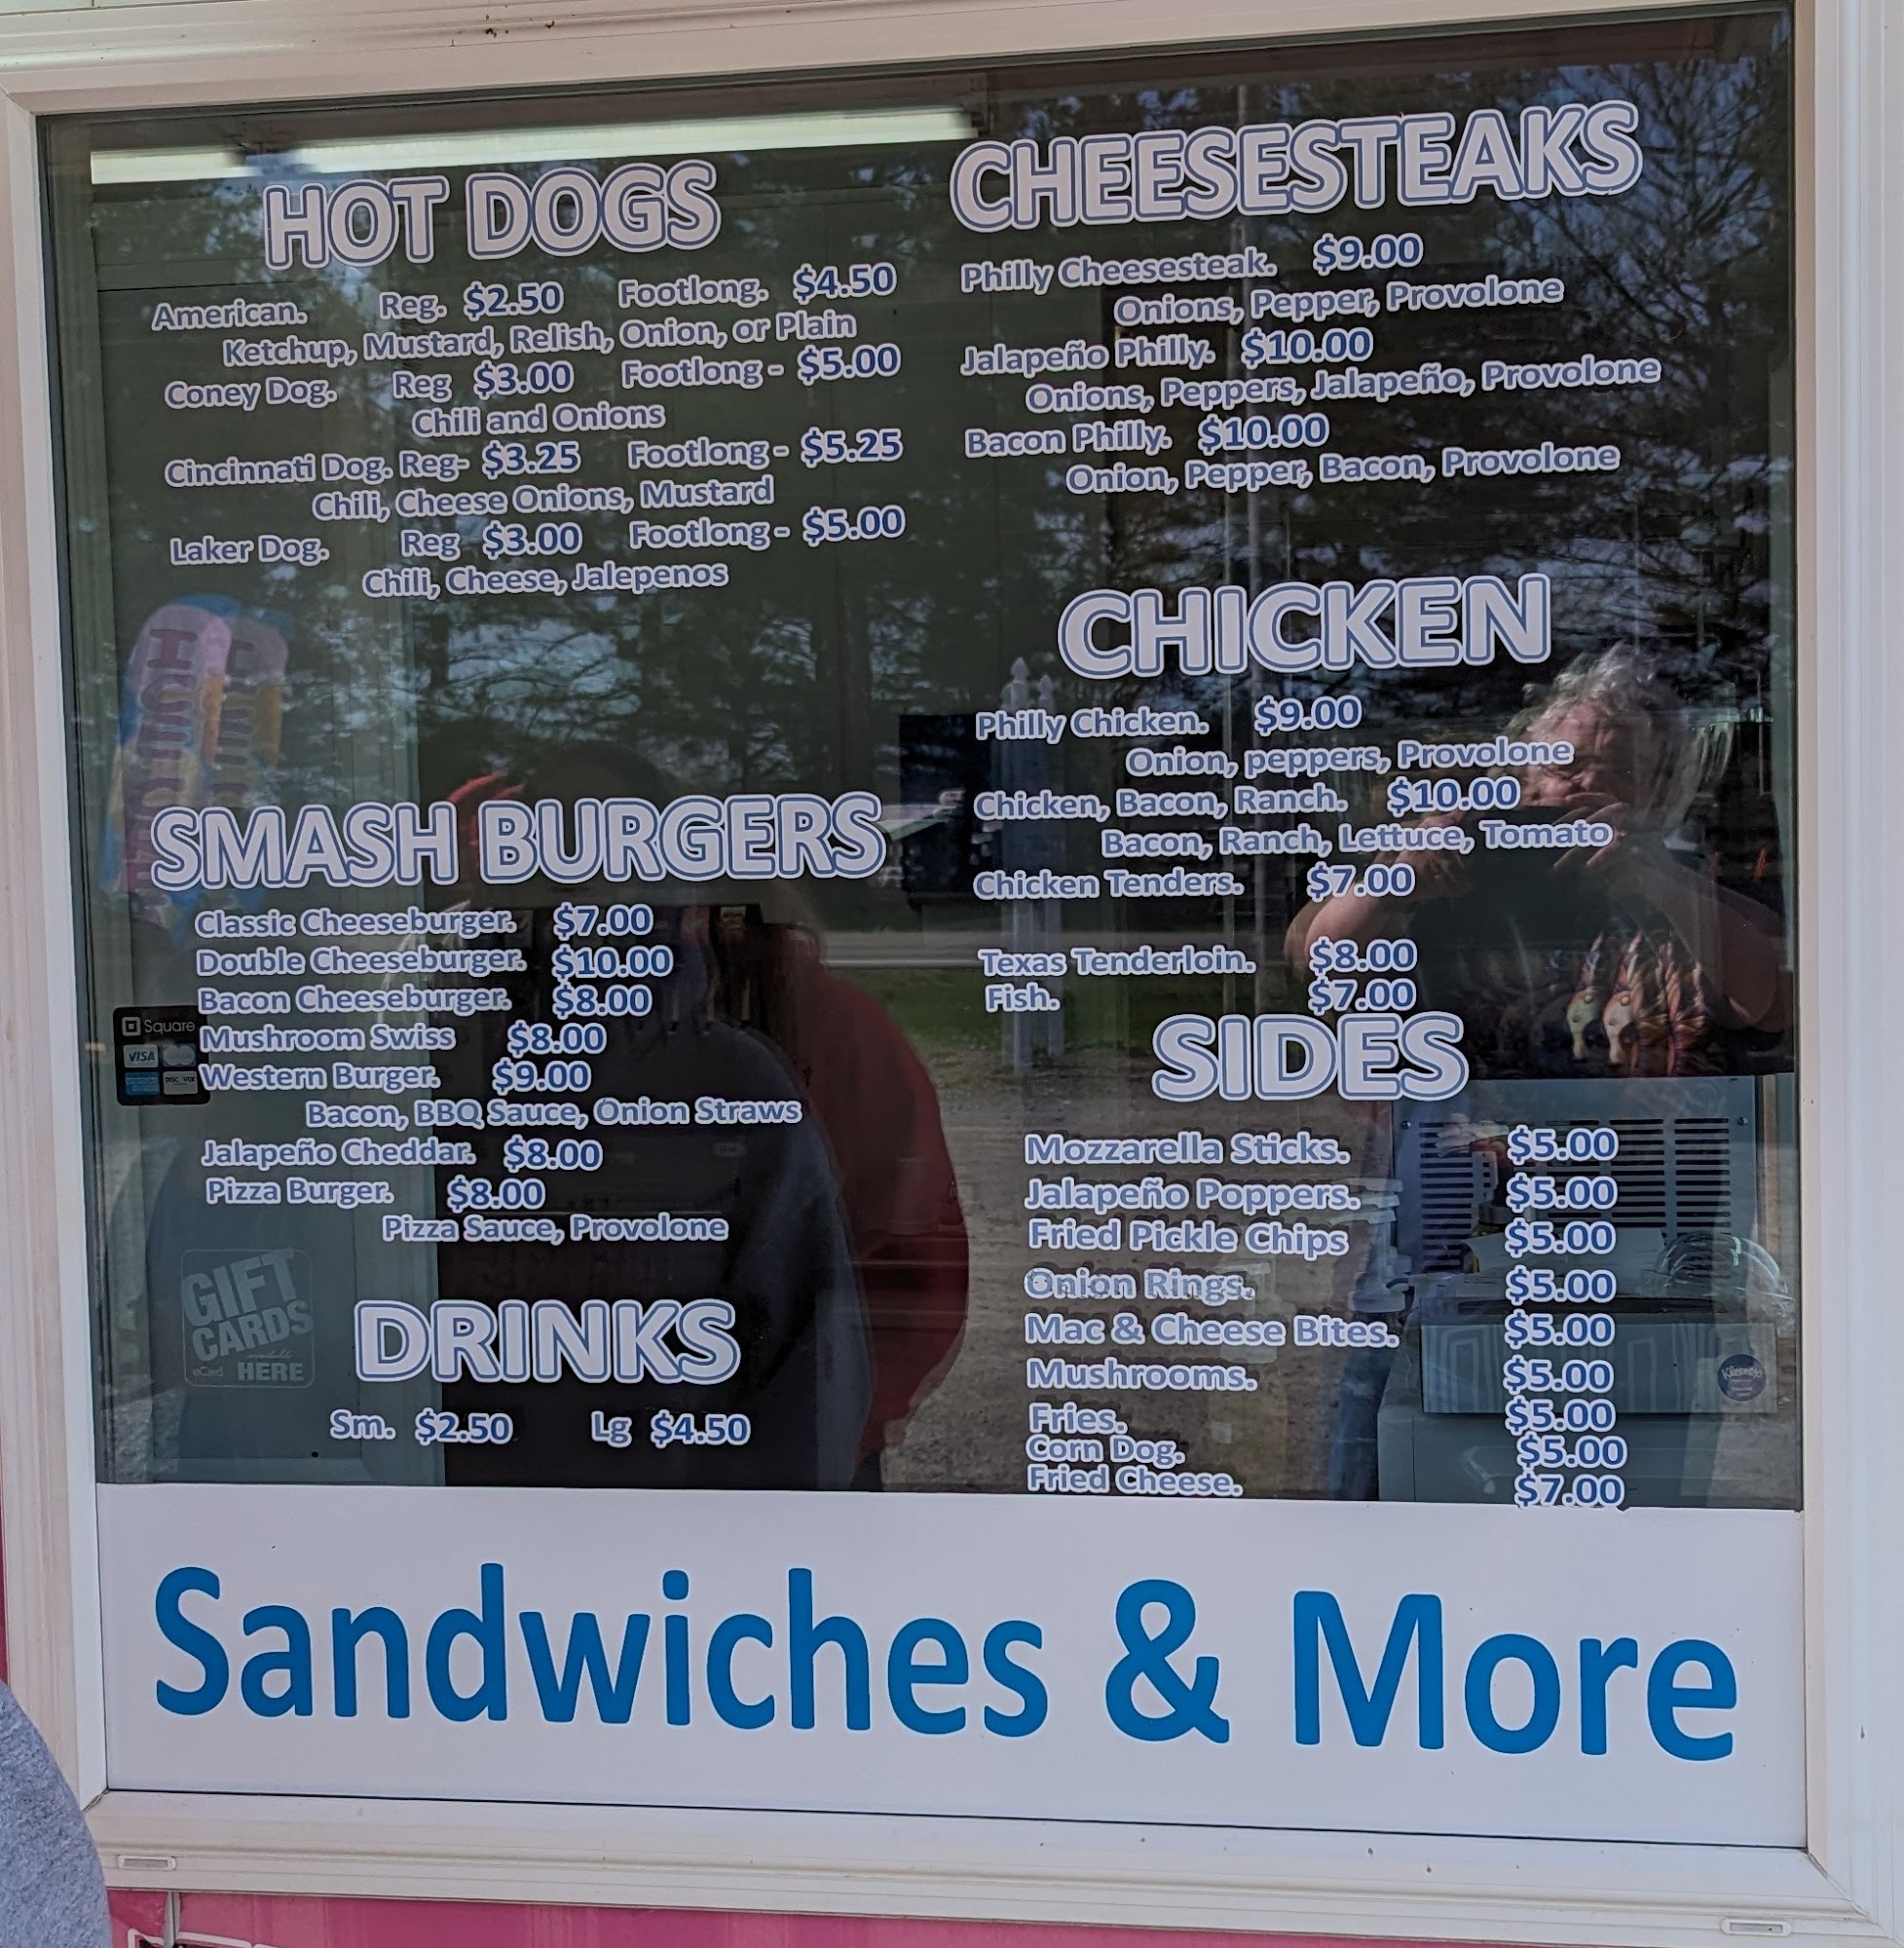 HOT DOGS
American. Reg. $2.50 Footlong. $4.50
Ketchup, Mustard, Relish, Onion, or Plain
Coney Dog. Reg $3.00 Footlong - $5.00
Chili and Onions
Cincinnati Dog. Reg- $3.25 Footlong - $5.25
Chili, Cheese Onions, Mustard
Laker Dog. Reg $3.00 Footlong - $5.00
Chili, Cheese, Jalepenos
SMASH BURGERS
Classic Cheeseburger. $7.00
Double Cheeseburger. $10.00
Bacon Cheeseburger. $8.00
Mushroom Swiss $8.00
Western Burger. $9.00
Bacon, BBQ Sauce, Onion Straws
Jalapeño Cheddar. $8.00
Pizza Burger. $8.00
Pizza Sauce, Provolone
Square
VISA
DISCOVER
GIFT
CARDS
available
eCard HERE
DRINKS
Sm. $2.50 Lg $4.50
CHEESESTEAKS
Philly Cheesesteak. $9.00
Onions, Pepper, Provolone
Jalapeño Philly. $10.00
Onions, Peppers, Jalapeño, Provolone
Bacon Philly. $10.00
Onion, Pepper, Bacon, Provolone
CHICKEN
Philly Chicken. $9.00
Onion, peppers, Provolone
Chicken, Bacon, Ranch. $10.00
Bacon, Ranch, Lettuce, Tomato
Chicken Tenders. $7.00
Texas Tenderloin. $8.00
Fish. $7.00
SIDES
Mozzarella Sticks. $5.00
Jalapeño Poppers. $5.00
Fried Pickle Chips $5.00
Onion Rings. $5.00
Mac & Cheese Bites. $5.00
Mushrooms. $5.00
Fries. $5.00
Corn Dog. $5.00
Fried Cheese. $7.00
Kleenex
Sandwiches & More